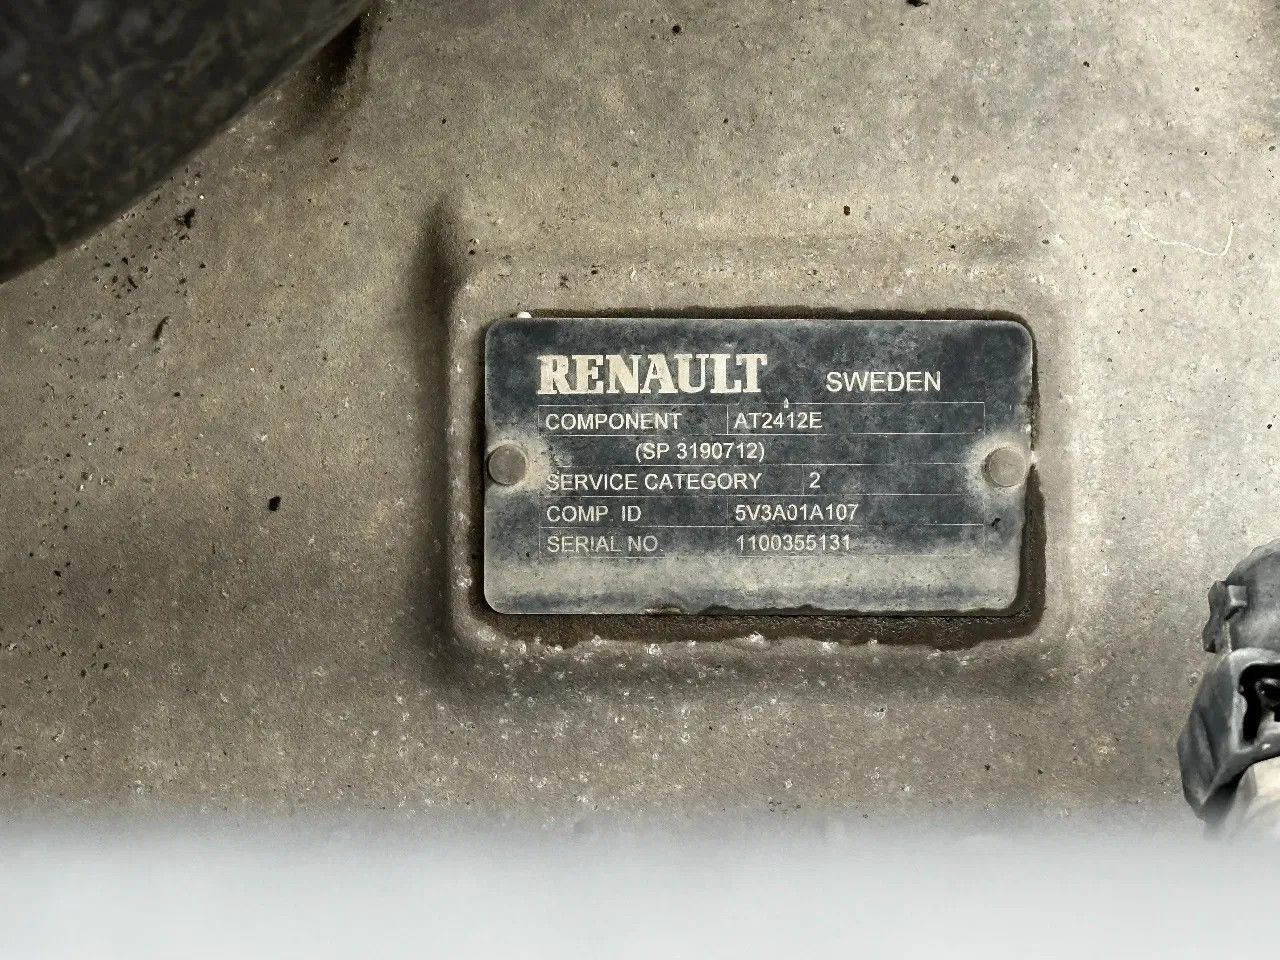 RENAULT SWEDEN
COMPONENT AT2412E
(SP 3190712)
SERVICE CATEGORY 2
COMP. ID 5V3A01A107
SERIAL NO. 1100355131